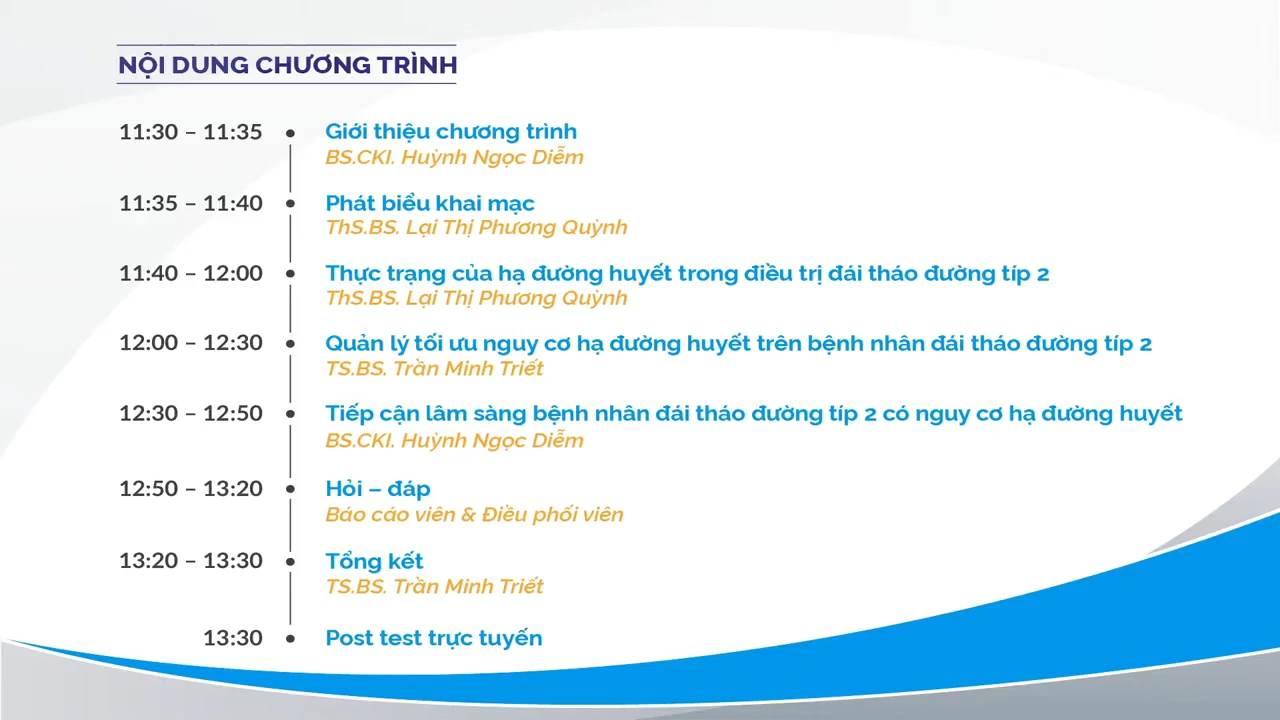 NỘI DUNG CHƯƠNG TRÌNH
11:30 – 11:35
Giới thiệu chương trình
BS.CKI. Huỳnh Ngọc Diễm
11:35 – 11:40
Phát biểu khai mạc
ThS.BS. Lại Thị Phương Quỳnh
11:40 – 12:00
Thực trạng của hạ đường huyết trong điều trị đái tháo đường típ 2
ThS.BS. Lại Thị Phương Quỳnh
12:00 – 12:30
Quản lý tối ưu nguy cơ hạ đường huyết trên bệnh nhân đái tháo đường típ 2
TS.BS. Trần Minh Triết
12:30 – 12:50
Tiếp cận lâm sàng bệnh nhân đái tháo đường típ 2 có nguy cơ hạ đường huyết
BS.CKI. Huỳnh Ngọc Diễm
12:50 – 13:20
Hỏi – đáp
Báo cáo viên & Điều phối viên
13:20 – 13:30
Tổng kết
TS.BS. Trần Minh Triết
13:30
Post test trực tuyến